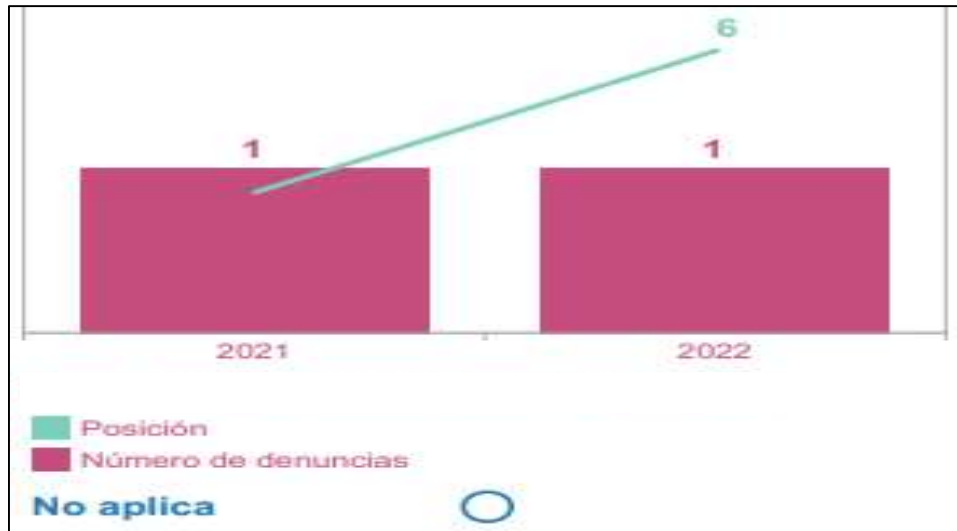 6
1 1
2021 2022
Posición
Número de denuncias
No aplica